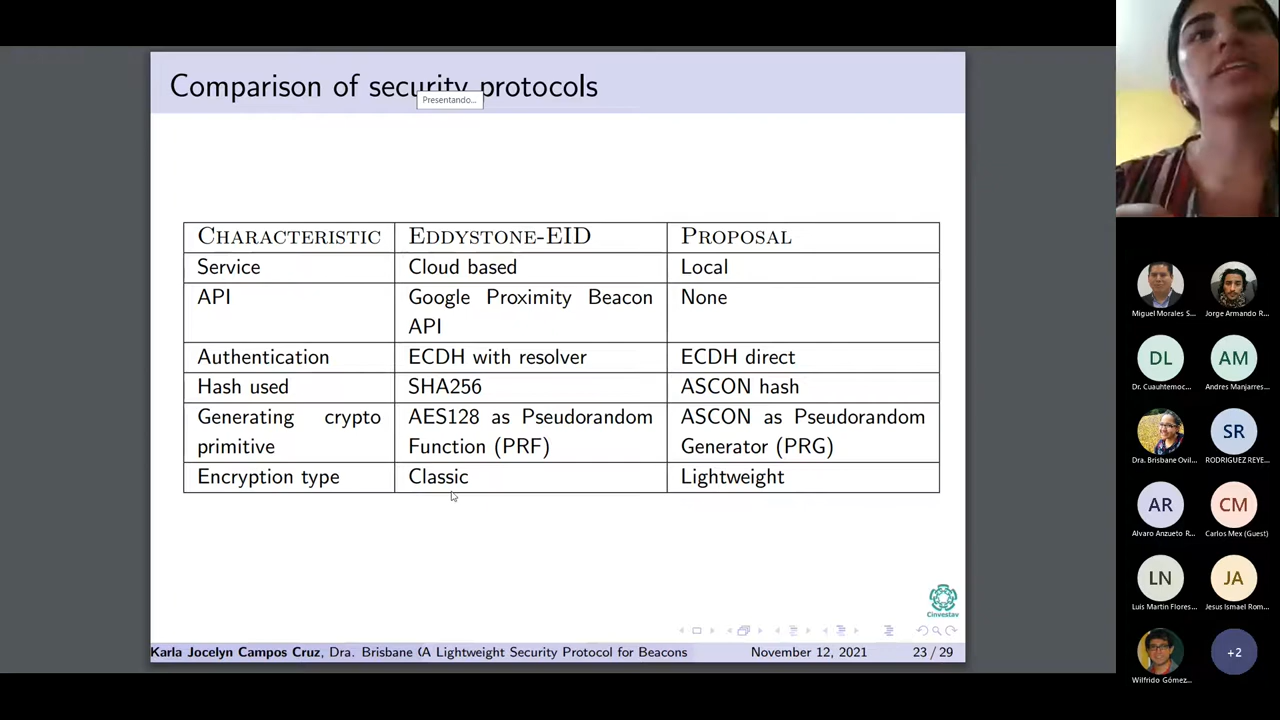 Comparison of security protocols
Presentando...
CHARACTERISTIC EDDYSTONE-EID PROPOSAL
Service Cloud based Local
API Google Proximity Beacon None
API
Authentication ECDH with resolver ECDH direct
Hash used SHA256 ASCON hash
Generating crypto AES128 as Pseudorandom ASCON as Pseudorandom
primitive Function (PRF) Generator (PRG)
Encryption type Classic Lightweight
Cinvestav
Karla Jocelyn Campos Cruz, Dra. Brisbane (A Lightweight Security Protocol for Beacons November 12, 2021 23 / 29
Miguel Morales S... Jorge Armando R...
DL AM
Dr. Cuauhtemoc... Andres Manjarres...
SR
Dra. Brisbane Ovil... RODRIGUEZ REYE...
AR CM
Alvaro Anzueto R... Carlos Mex (Guest)
LN JA
Luis Martin Flores... Jesus Ismael Rom...
+2
Wilfrido Gómez...